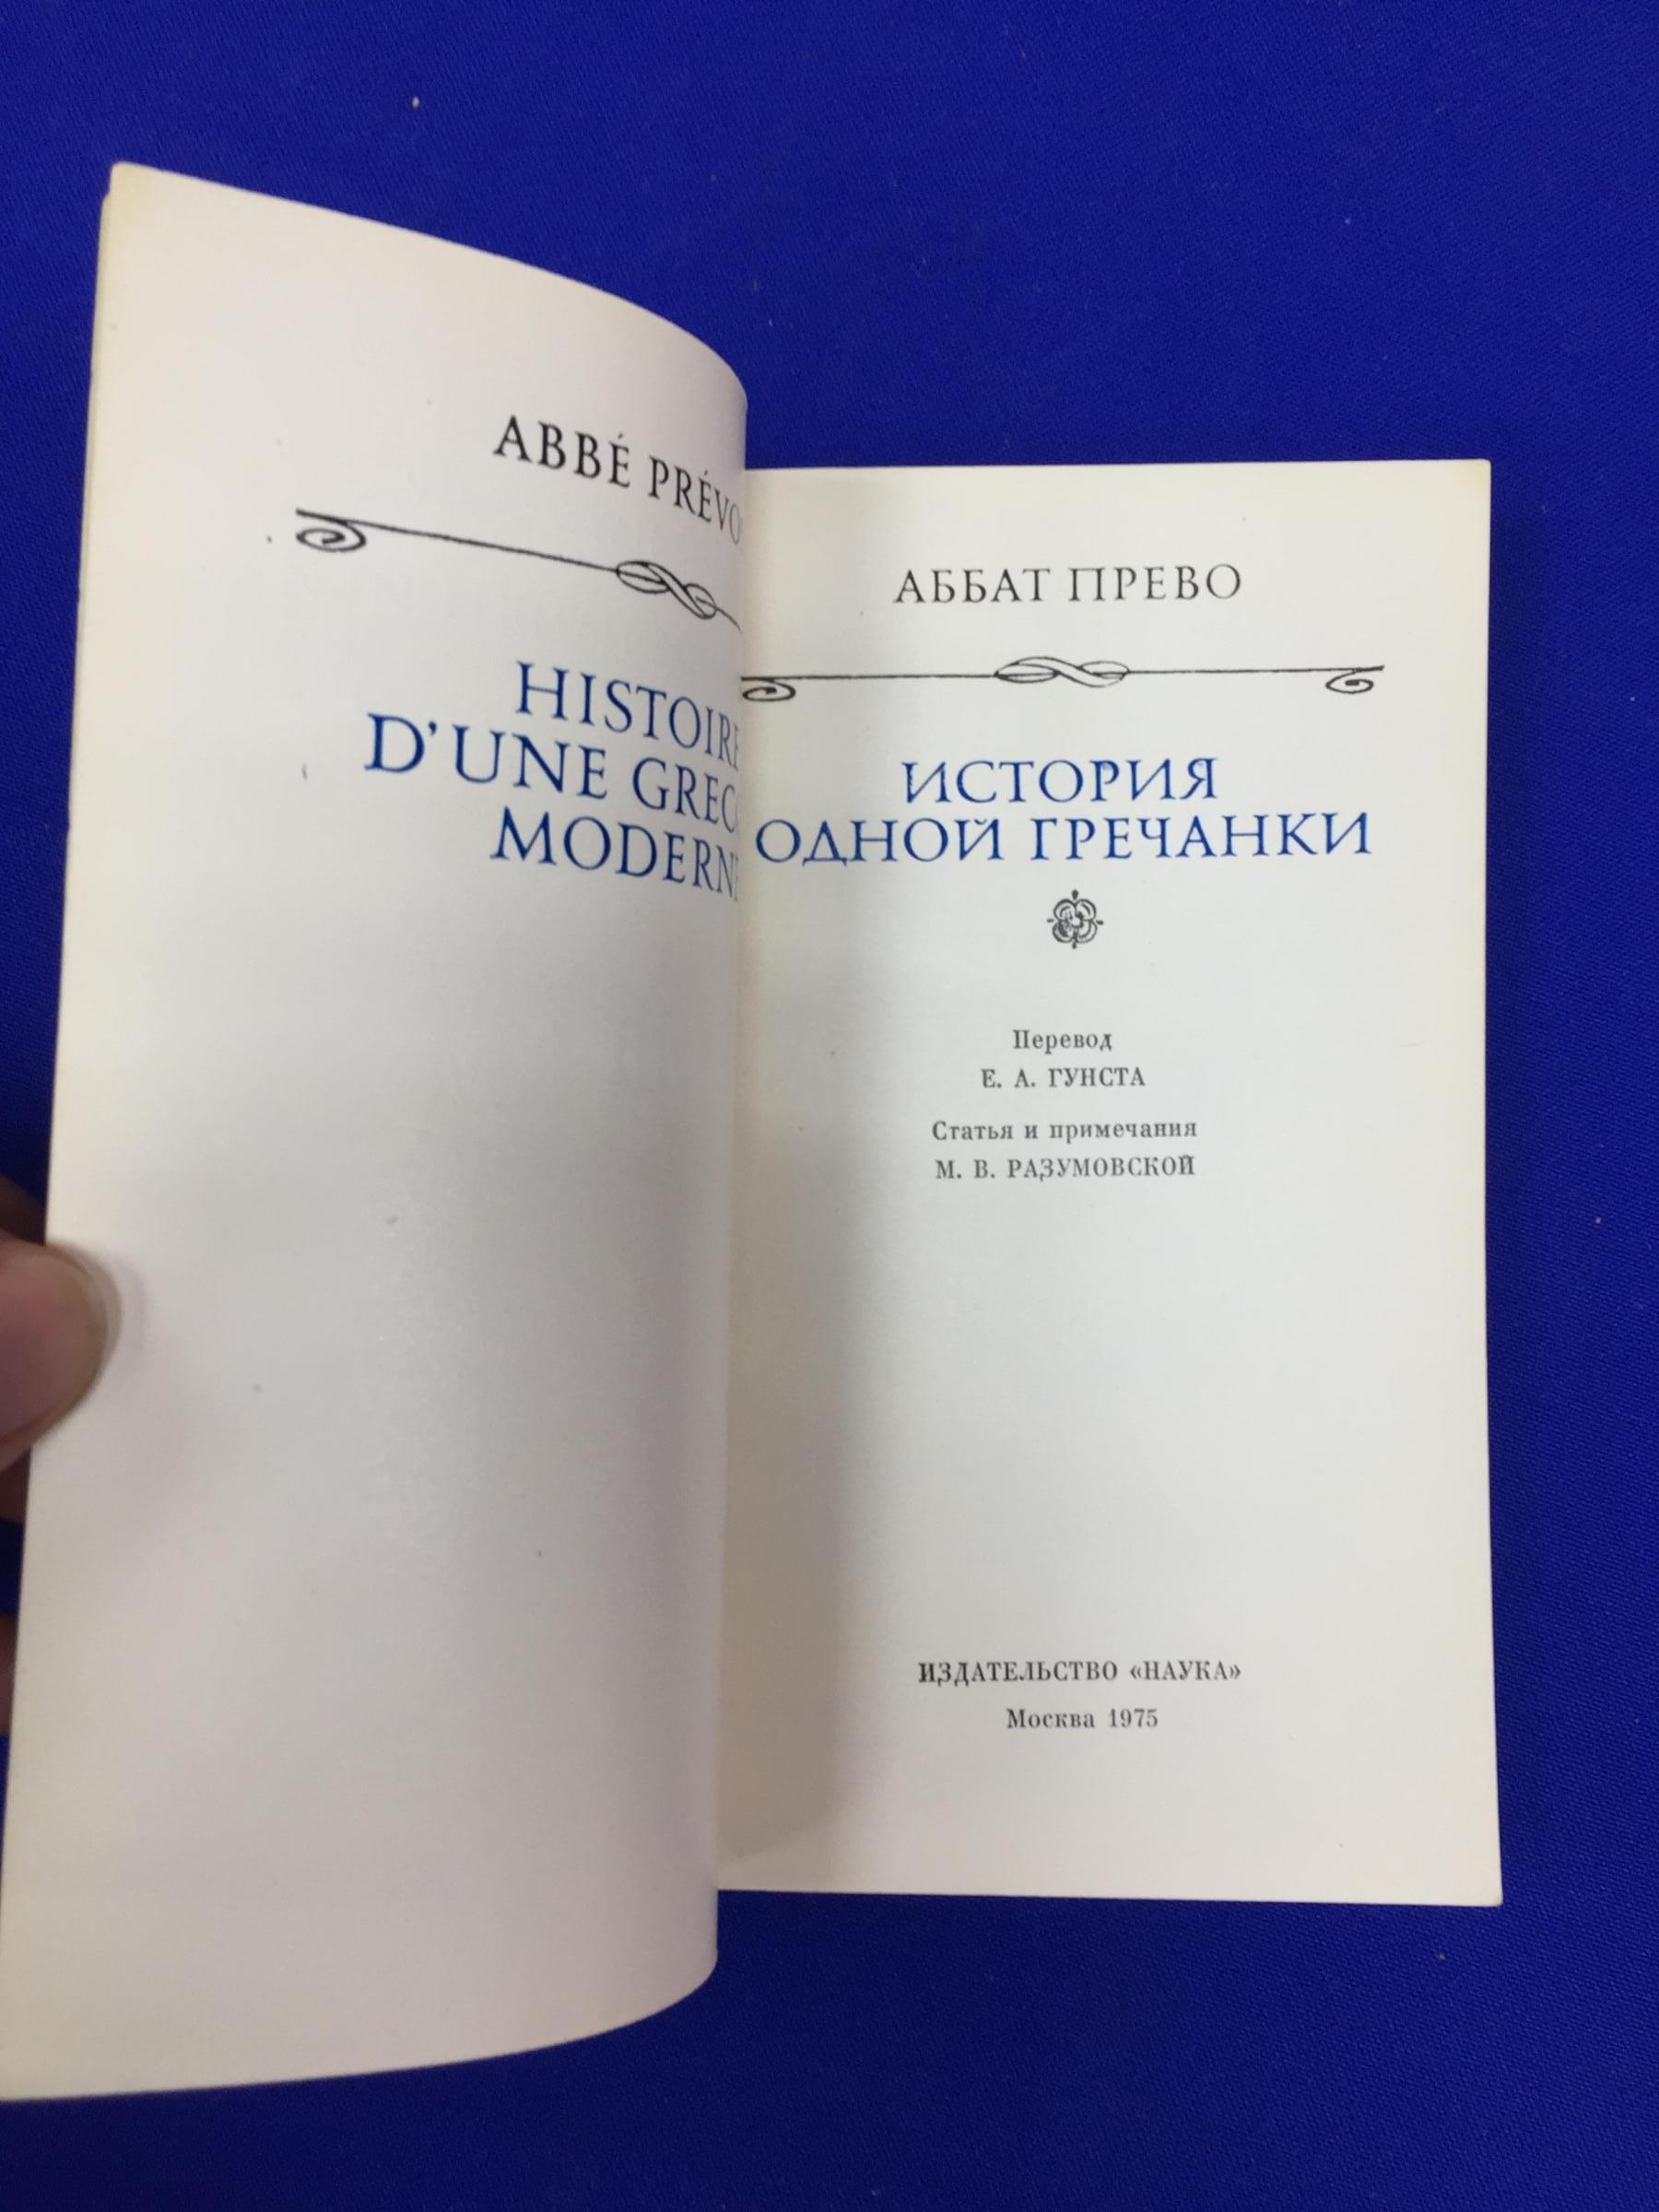 ABBÉ PRÉVO
HISTOIRE
D'UNE GREC
MODERN
АББАТ ПРЕВО
ИСТОРИЯ
ОДНОЙ ГРЕЧАНКИ
Перевод
Е. А. ГУНСТА
Статья и примечания
М. В. РАЗУМОВСКОЙ
ИЗДАТЕЛЬСТВО «НАУКА»
Москва 1975